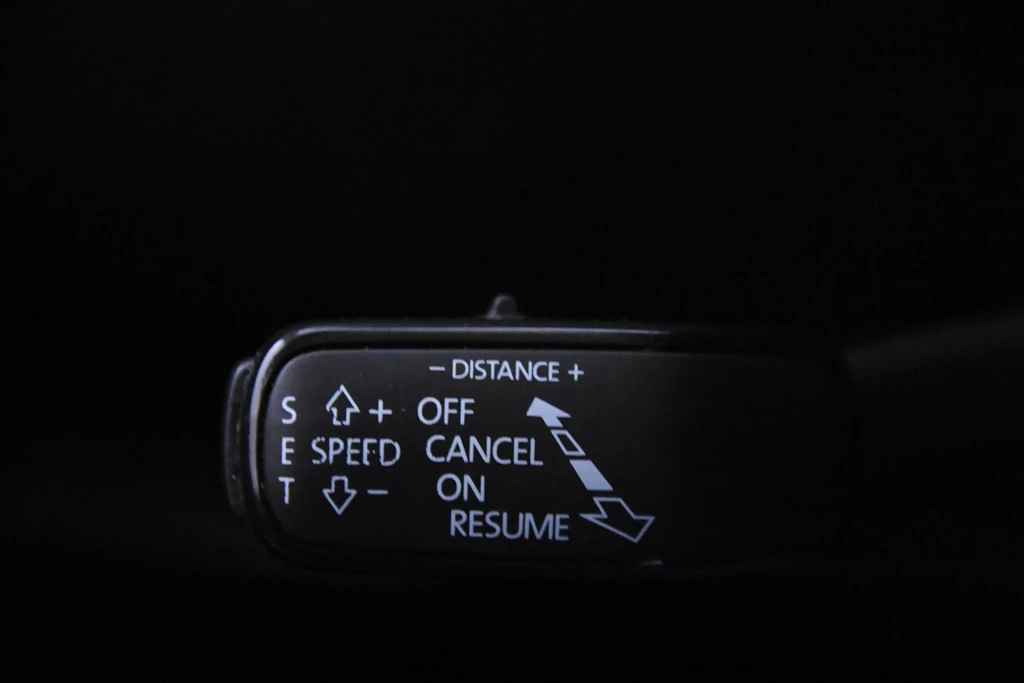 - DISTANCE +
S + OFF
E SPEED CANCEL
T - ON
RESUME